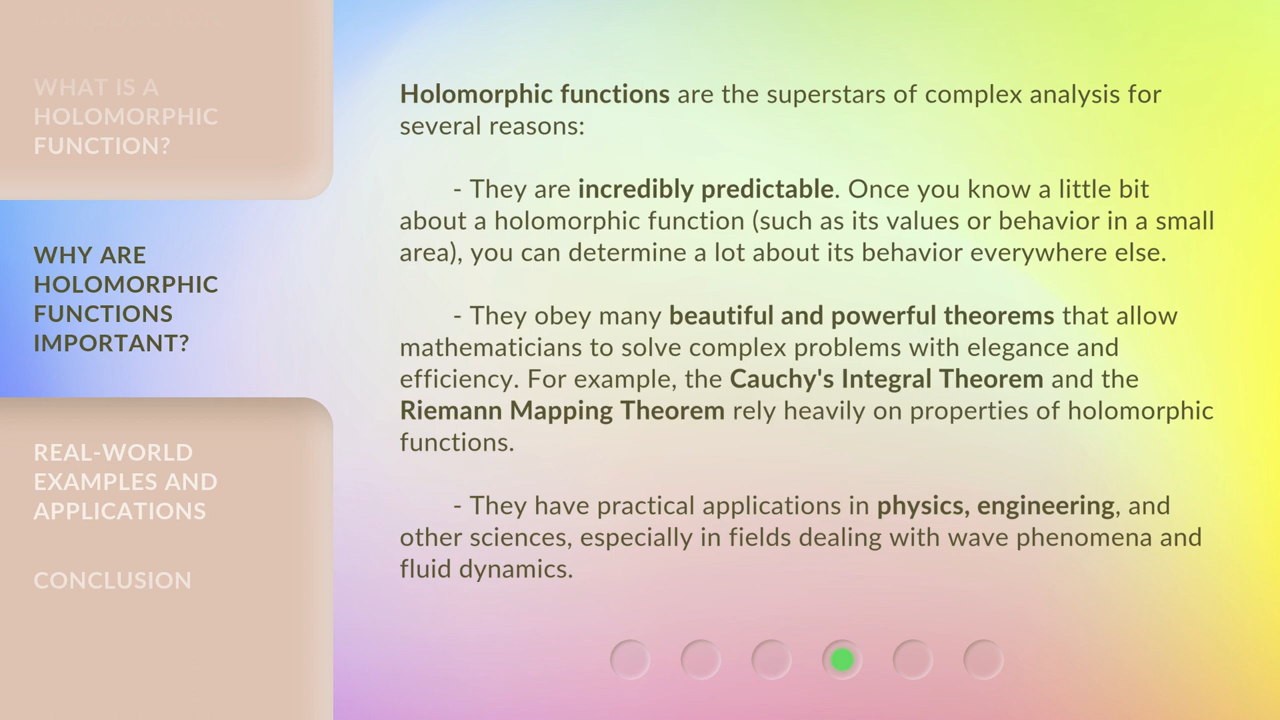 WHAT IS A
HOLOMORPHIC
FUNCTION?
WHY ARE
HOLOMORPHIC
FUNCTIONS
IMPORTANT?
REAL-WORLD
EXAMPLES AND
APPLICATIONS
CONCLUSION
Holomorphic functions are the superstars of complex analysis for
several reasons:
- They are incredibly predictable. Once you know a little bit
about a holomorphic function (such as its values or behavior in a small
area), you can determine a lot about its behavior everywhere else.
- They obey many beautiful and powerful theorems that allow
mathematicians to solve complex problems with elegance and
efficiency. For example, the Cauchy's Integral Theorem and the
Riemann Mapping Theorem rely heavily on properties of holomorphic
functions.
- They have practical applications in physics, engineering, and
other sciences, especially in fields dealing with wave phenomena and
fluid dynamics.